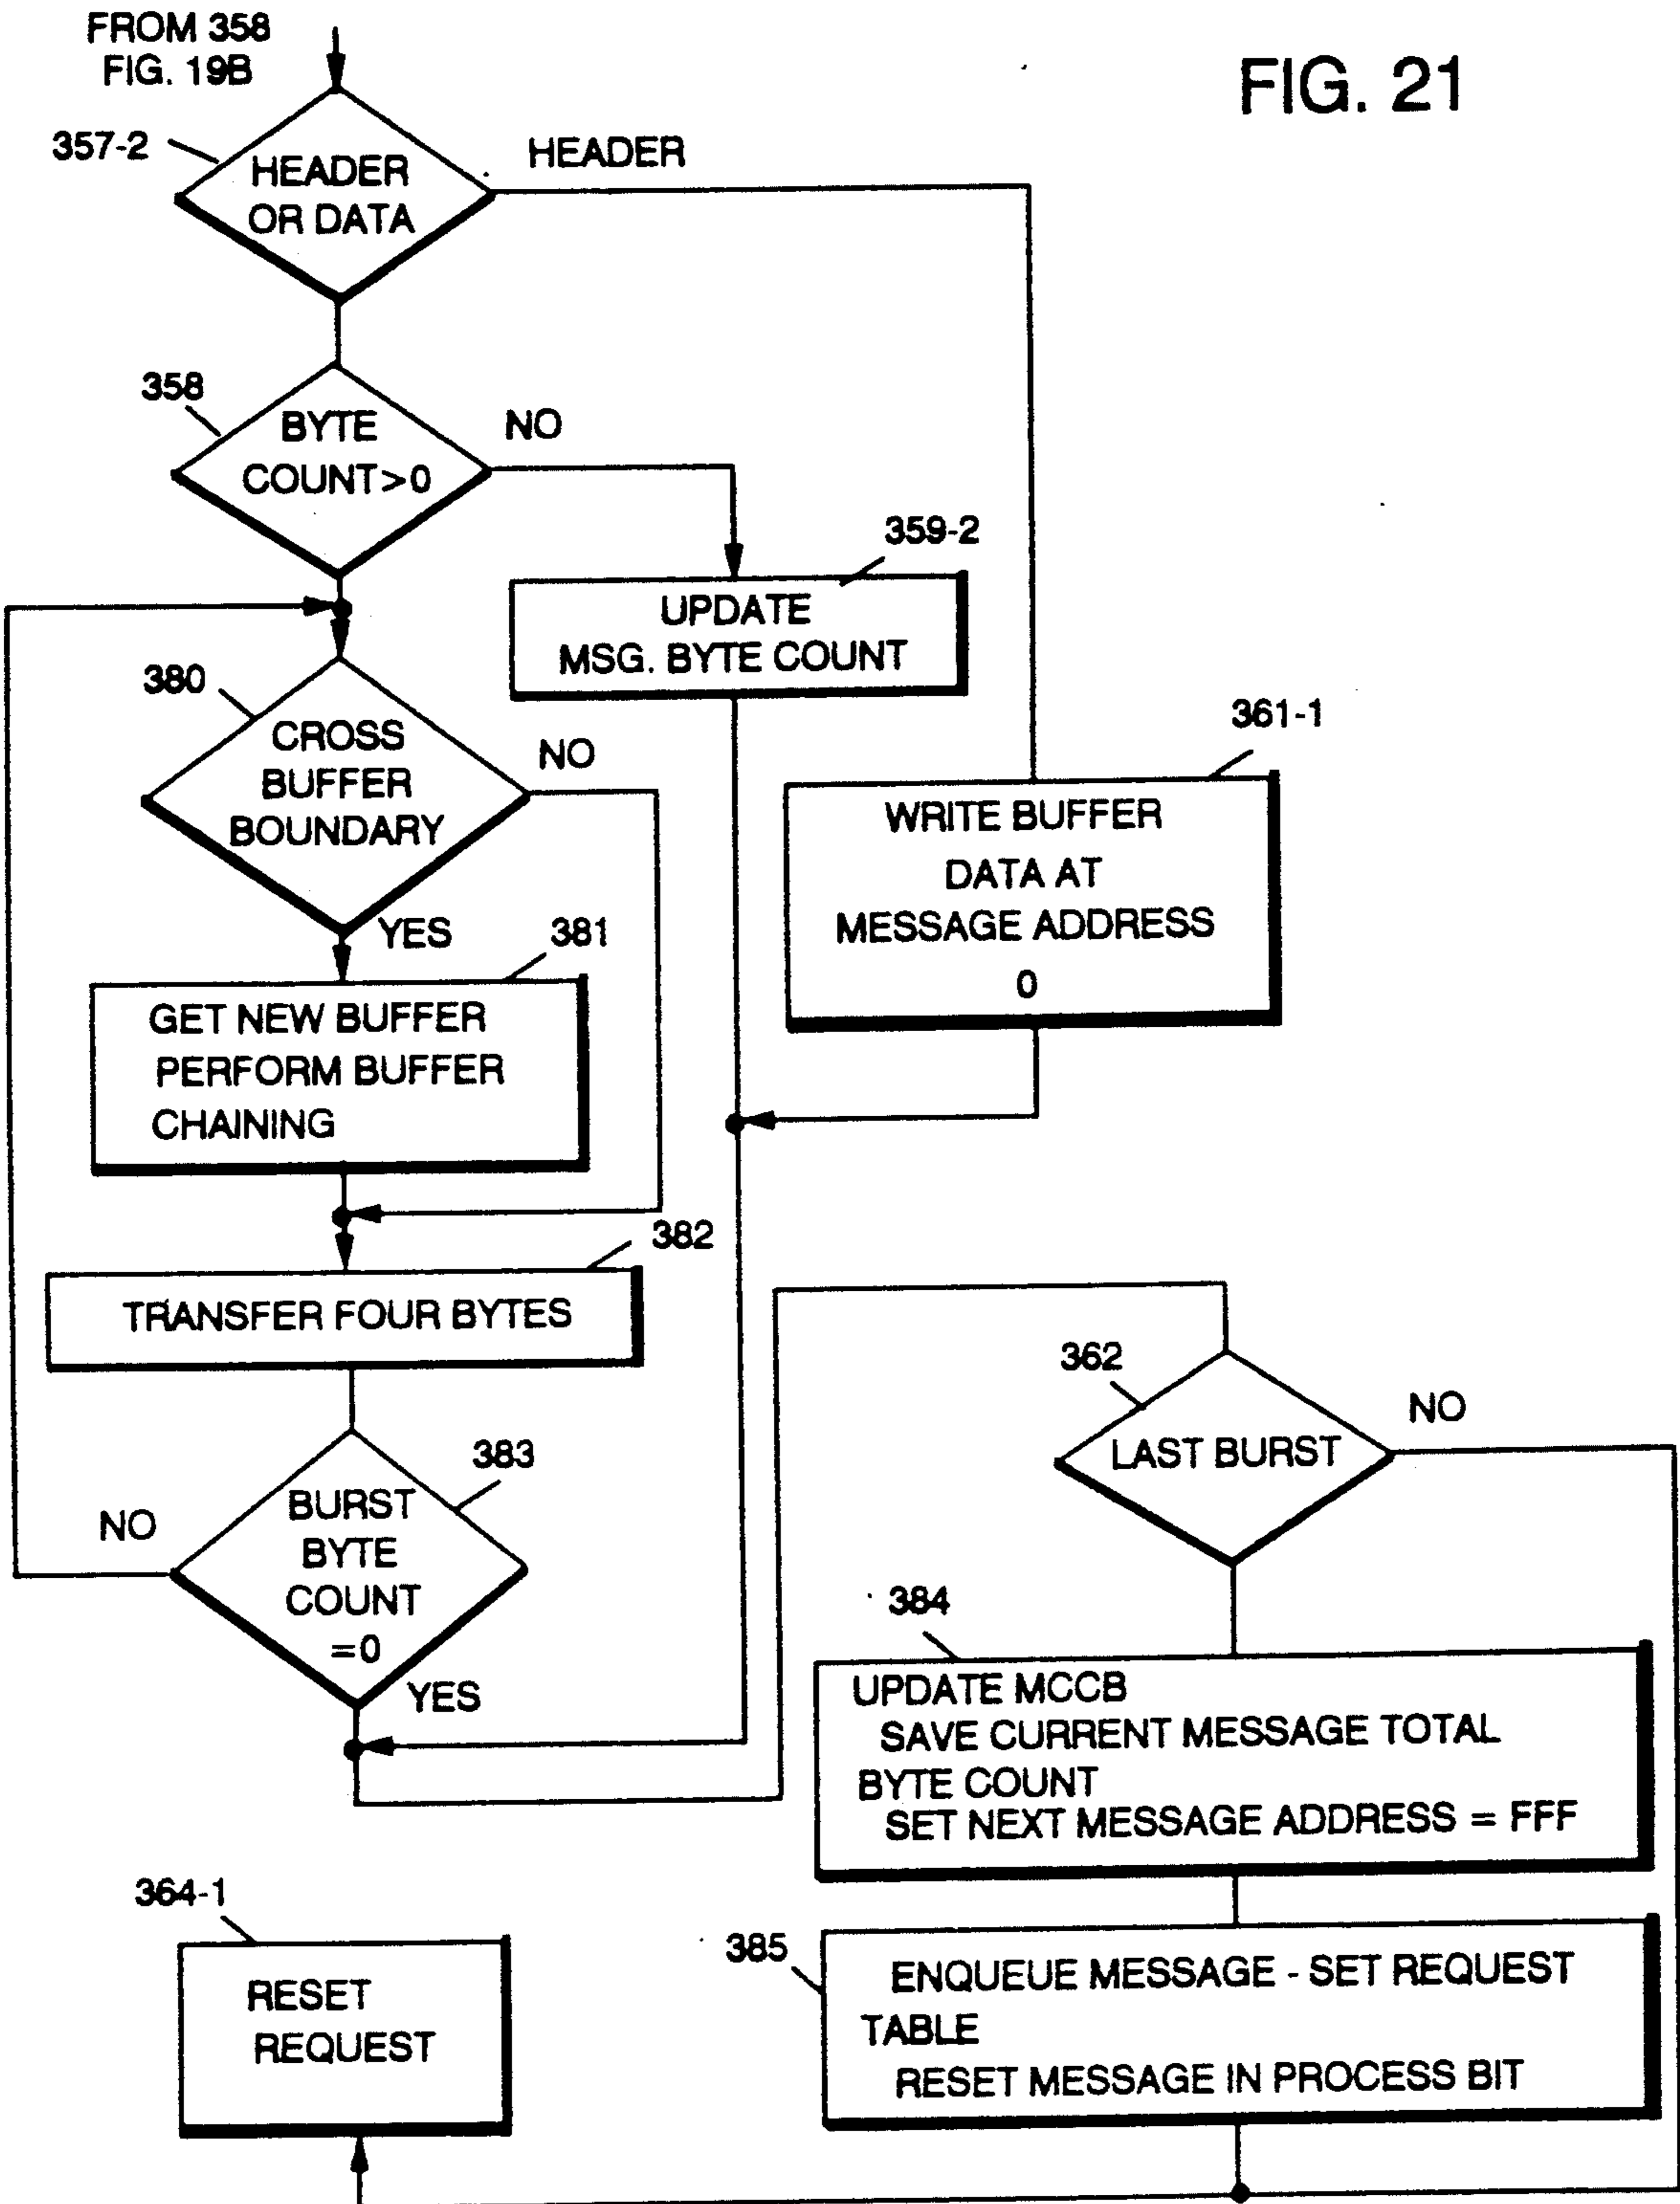 FROM 358
FIG. 19B
FIG. 21
357-2
HEADER
OR DATA
HEADER
358
BYTE
COUNT>0
NO
359-2
UPDATE
MSG. BYTE COUNT
380
CROSS
BUFFER
BOUNDARY
NO
YES
361-1
WRITE BUFFER
DATA AT
MESSAGE ADDRESS
0
381
GET NEW BUFFER
PERFORM BUFFER
CHAINING
382
TRANSFER FOUR BYTES
383
BURST
BYTE
COUNT
=0
NO
YES
362
LAST BURST
NO
384
UPDATE MCCB
SAVE CURRENT MESSAGE TOTAL
BYTE COUNT
SET NEXT MESSAGE ADDRESS = FFF
385
ENQUEUE MESSAGE - SET REQUEST
TABLE
RESET MESSAGE IN PROCESS BIT
364-1
RESET
REQUEST